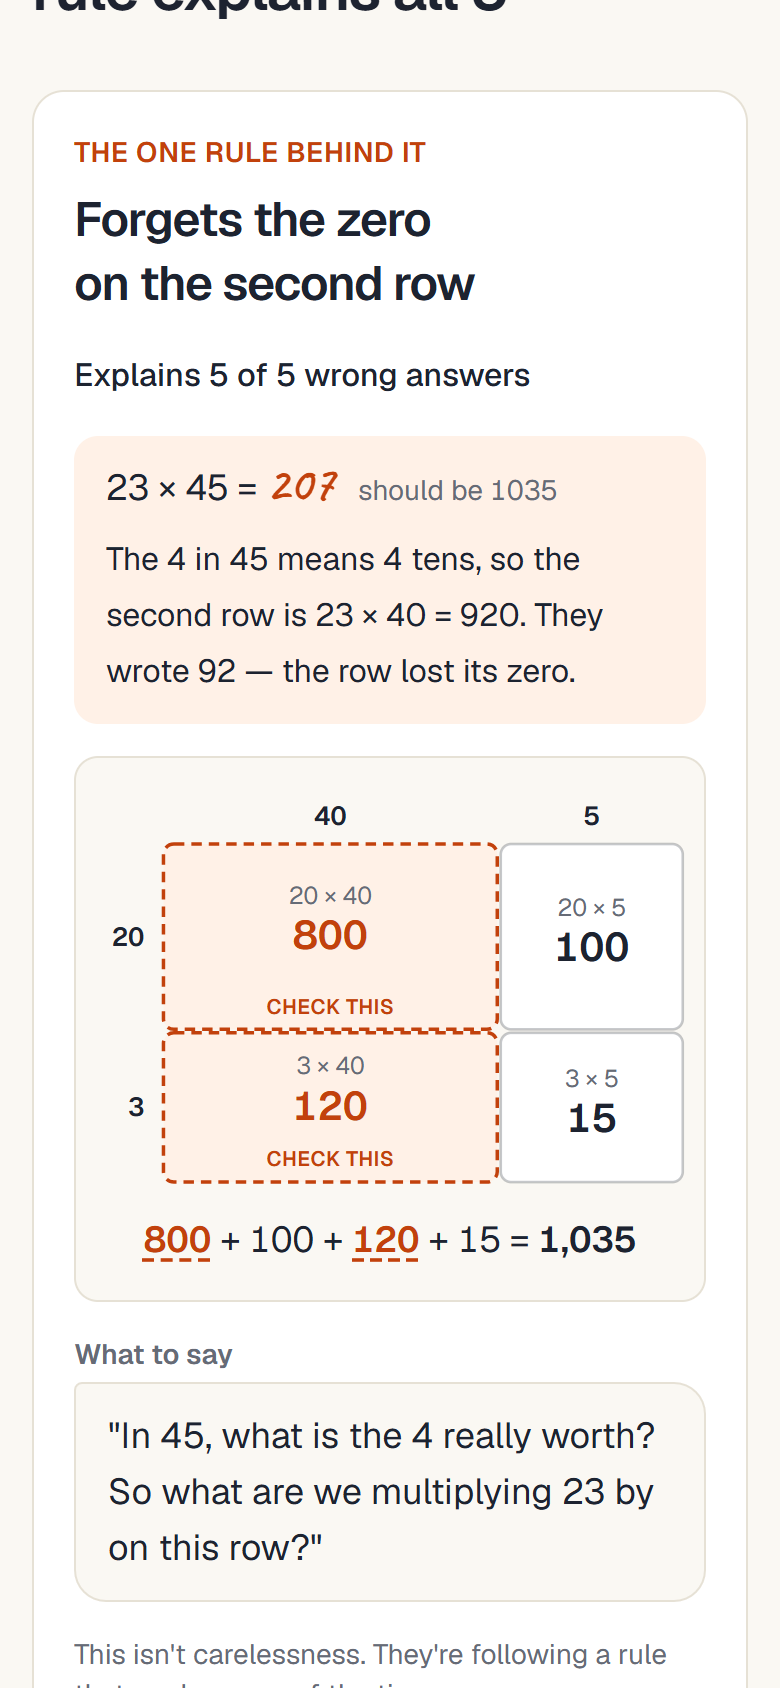 rule explains all 5
THE ONE RULE BEHIND IT
Forgets the zero
on the second row
Explains 5 of 5 wrong answers
23 × 45 = 207 should be 1035
The 4 in 45 means 4 tens, so the
second row is 23 × 40 = 920. They
wrote 92 — the row lost its zero.
40 5
20 × 40
800
CHECK THIS
20
20 × 5
100
3 × 40
120
CHECK THIS
3
3 × 5
15
800 + 100 + 120 + 15 = 1,035
What to say
"In 45, what is the 4 really worth?
So what are we multiplying 23 by
on this row?"
This isn't carelessness. They're following a rule